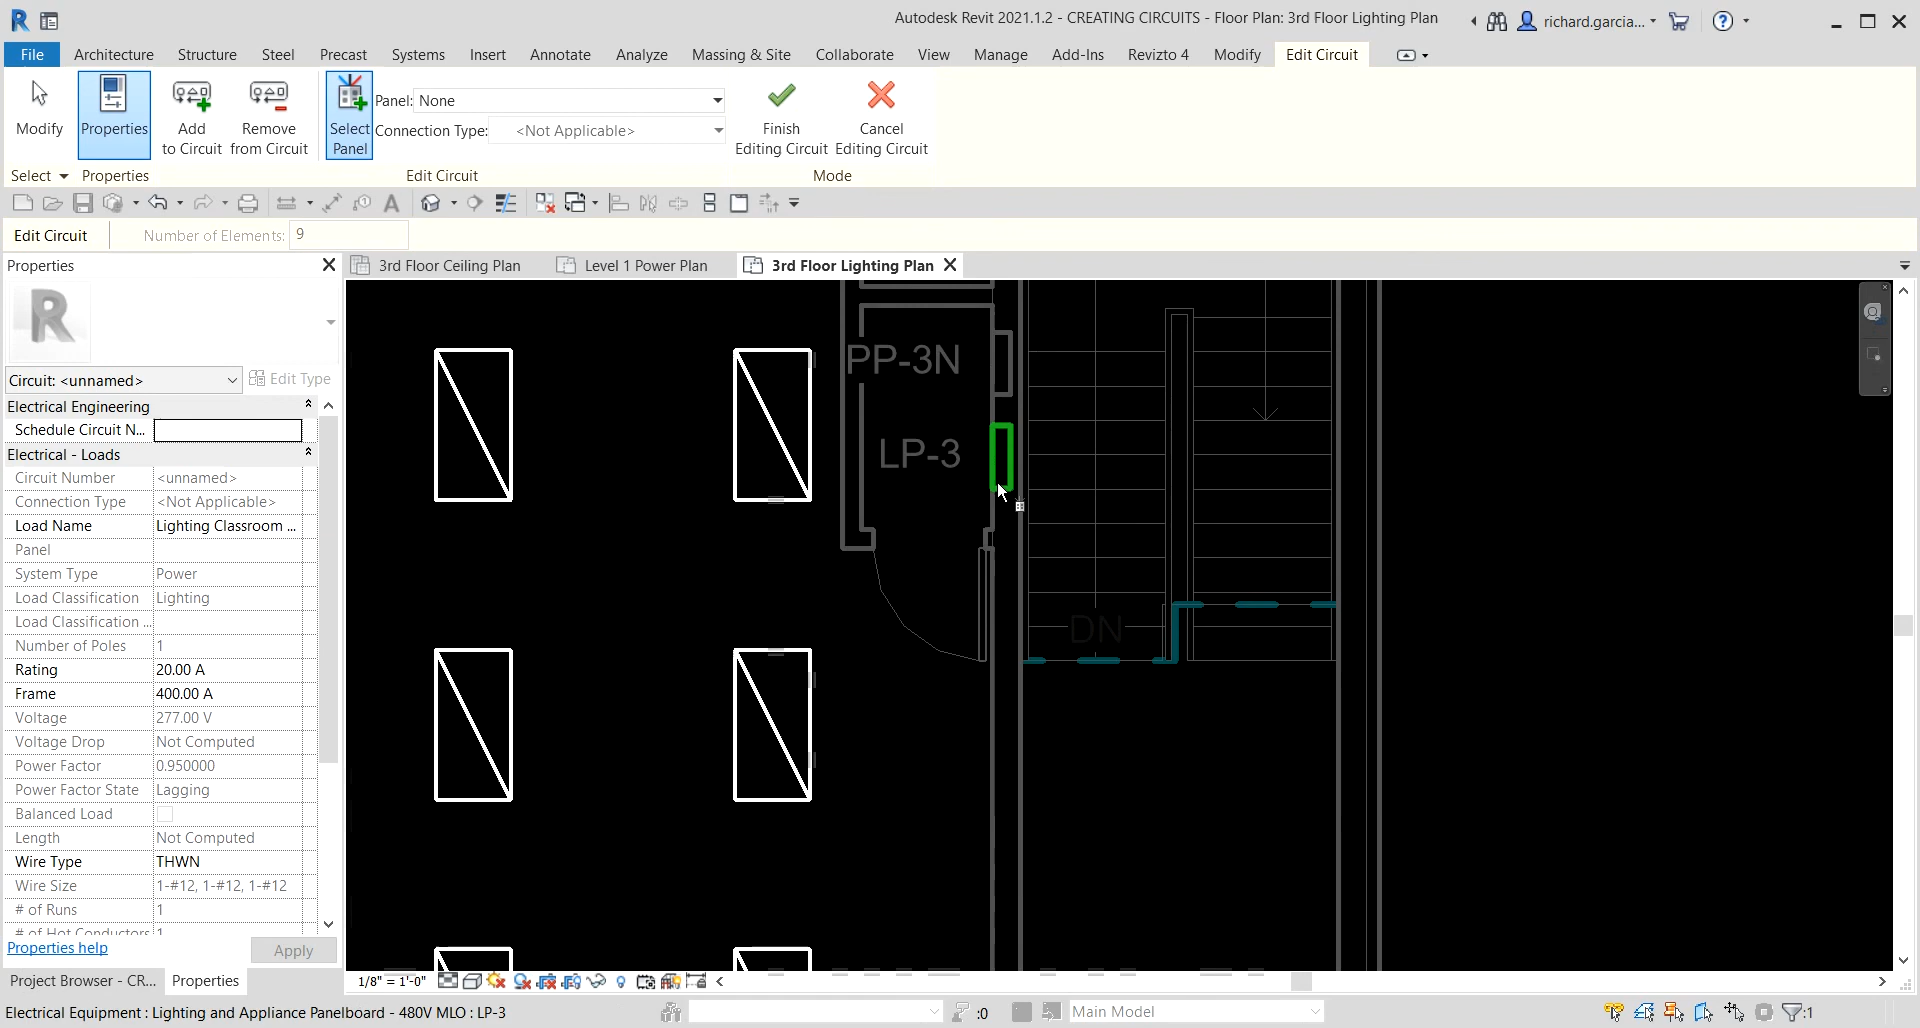 Autodesk Revit 2021.1.2 - CREATING CIRCUITS - Floor Plan: 3rd Floor Lighting Plan
richard.garcia...
File Architecture Structure Steel Precast Systems Insert Annotate Analyze Massing & Site Collaborate View Manage Add-Ins Revizto 4 Modify Edit Circuit
Modify
Properties
Add
to Circuit
Remove
from Circuit
Select
Panel
Panel: None
Connection Type: <Not Applicable>
Finish
Editing Circuit
Cancel
Editing Circuit
Select Properties Edit Circuit Mode
Edit Circuit Number of Elements: 9
Properties
3rd Floor Ceiling Plan Level 1 Power Plan 3rd Floor Lighting Plan
R
Circuit: <unnamed> Edit Type
Electrical Engineering
Schedule Circuit N...
Electrical - Loads
Circuit Number <unnamed>
Connection Type <Not Applicable>
Load Name Lighting Classroom ...
Panel
System Type Power
Load Classification Lighting
Load Classification ...
Number of Poles 1
Rating 20.00 A
Frame 400.00 A
Voltage 277.00 V
Voltage Drop Not Computed
Power Factor 0.950000
Power Factor State Lagging
Balanced Load
Length Not Computed
Wire Type THWN
Wire Size 1-#12, 1-#12, 1-#12
# of Runs 1
# of Hot Conductors 1
Properties help Apply
Project Browser - CR... Properties
PP-3N
LP-3
DN
1/8" = 1'-0"
Electrical Equipment : Lighting and Appliance Panelboard - 480V MLO : LP-3
:0 Main Model :1